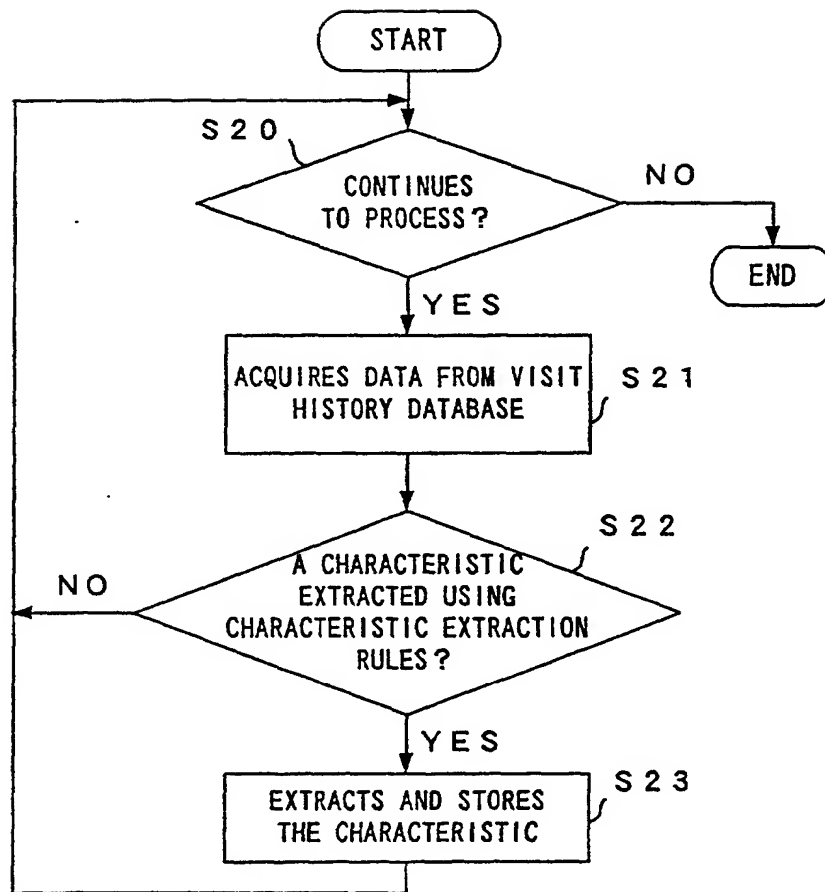 START
S20
CONTINUES
TO PROCESS?
NO
END
YES
ACQUIRES DATA FROM VISIT
HISTORY DATABASE
S21
S22
A CHARACTERISTIC
EXTRACTED USING
CHARACTERISTIC EXTRACTION
RULES?
NO
YES
EXTRACTS AND STORES
THE CHARACTERISTIC
S23